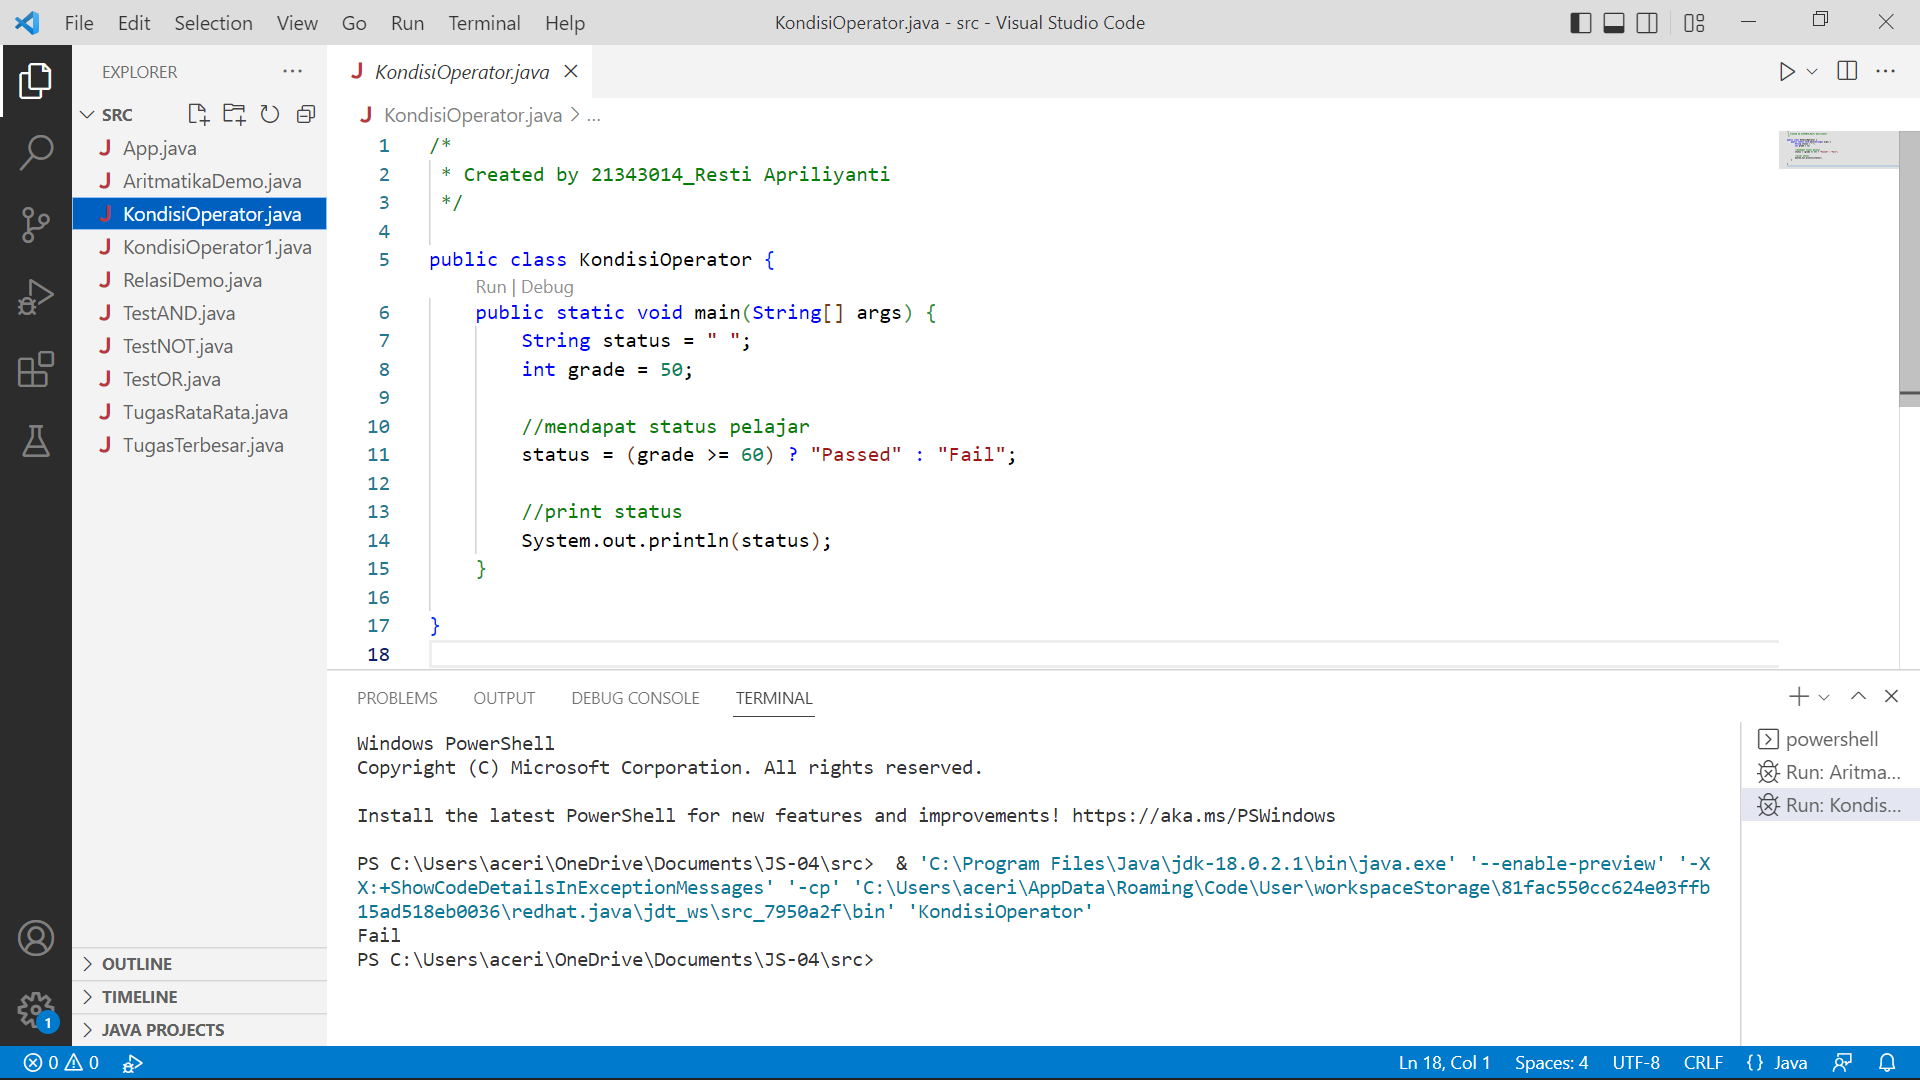 File Edit Selection View Go Run Terminal Help
KondisiOperator.java - src - Visual Studio Code
EXPLORER
SRC
App.java
AritmatikaDemo.java
KondisiOperator.java
KondisiOperator1.java
RelasiDemo.java
TestAND.java
TestNOT.java
TestOR.java
TugasRataRata.java
TugasTerbesar.java
OUTLINE
TIMELINE
JAVA PROJECTS
1
KondisiOperator.java
KondisiOperator.java > ...
1 /*
2 * Created by 21343014_Resti Apriliyanti
3 */
4
5 public class KondisiOperator {
Run | Debug
6 public static void main(String[] args) {
7 String status = " ";
8 int grade = 50;
9
10 //mendapat status pelajar
11 status = (grade >= 60) ? "Passed" : "Fail";
12
13 //print status
14 System.out.println(status);
15 }
16
17 }
18
PROBLEMS OUTPUT DEBUG CONSOLE TERMINAL
Windows PowerShell
Copyright (C) Microsoft Corporation. All rights reserved.
Install the latest PowerShell for new features and improvements! https://aka.ms/PSWindows
PS C:\Users\aceri\OneDrive\Documents\JS-04\src>  & 'C:\Program Files\Java\jdk-18.0.2.1\bin\java.exe' '--enable-preview' '-X
X:+ShowCodeDetailsInExceptionMessages' '-cp' 'C:\Users\aceri\AppData\Roaming\Code\User\workspaceStorage\81fac550cc624e03ffb
15ad518eb0036\redhat.java\jdt_ws\src_7950a2f\bin' 'KondisiOperator'
Fail
PS C:\Users\aceri\OneDrive\Documents\JS-04\src>
powershell
Run: Aritma...
Run: Kondis...
0 0
Ln 18, Col 1 Spaces: 4 UTF-8 CRLF {} Java